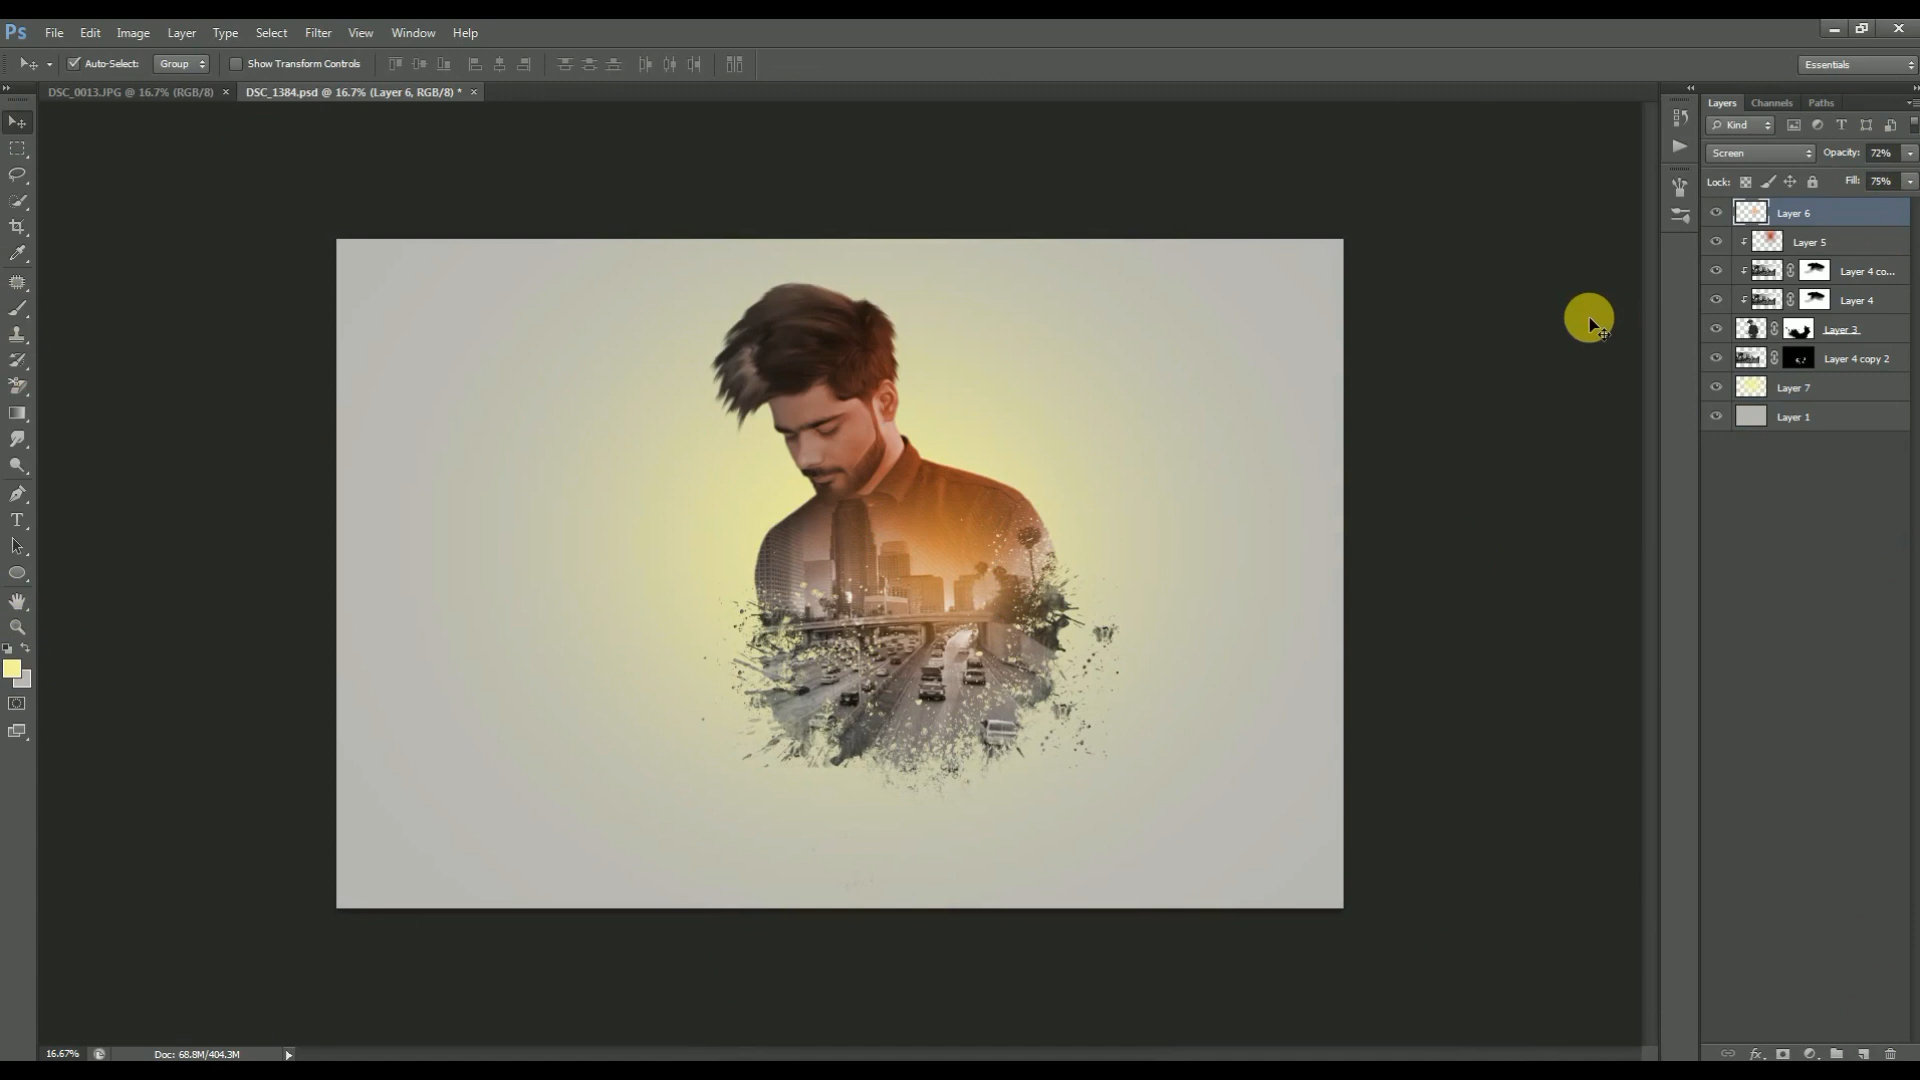 Ps File Edit Image Layer Type Select Filter View Window Help
Auto-Select: Group Show Transform Controls Essentials
DSC_0013.JPG @ 16.7% (RGB/8) × DSC_1384.psd @ 16.7% (Layer 6, RGB/8) * ×
Layers Channels Paths
Kind
Screen Opacity: 72%
Lock: Fill: 75%
Layer 6
Layer 5
Layer 4 co...
Layer 4
Layer 3
Layer 4 copy 2
Layer 7
Layer 1
16.67% Doc: 68.8M/404.3M